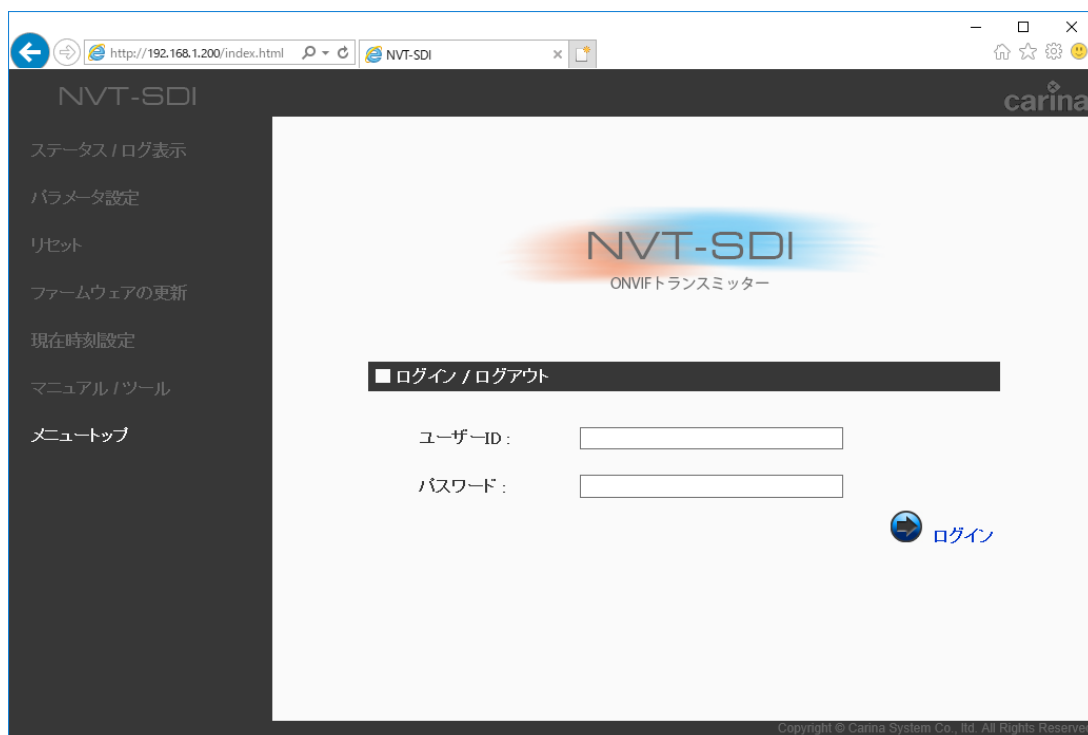 http://192.168.1.200/index.html
NVT-SDI
NVT-SDI
carina
ステータス / ログ表示
パラメータ設定
リセット
ファームウェアの更新
現在時刻設定
マニュアル / ツール
メニュートップ
NVT-SDI
ONVIFトランスミッター
■ ログイン / ログアウト
ユーザーID :
パスワード :
ログイン
Copyright © Carina System Co., ltd. All Rights Reserved